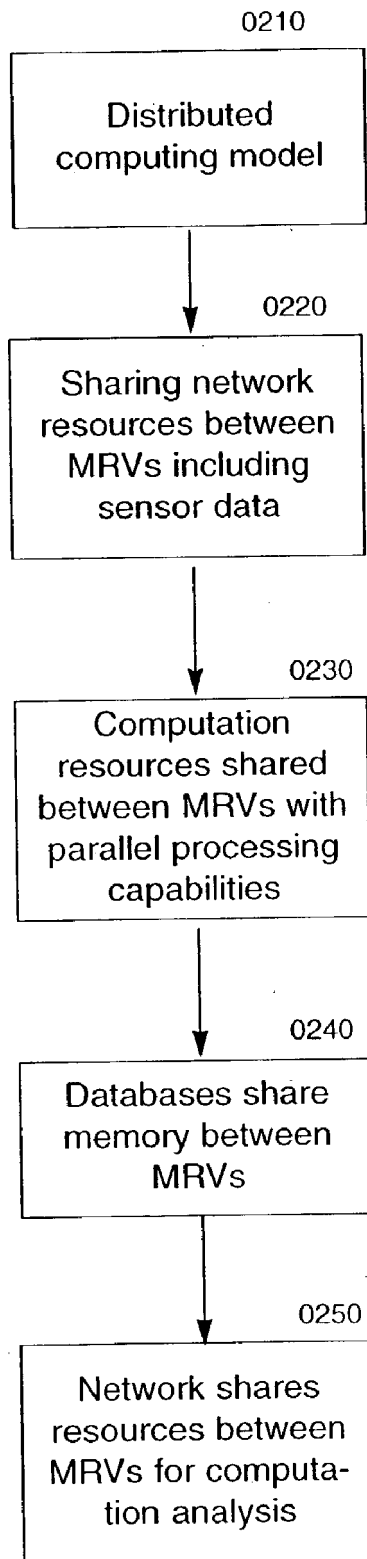 0210
Distributed
computing model
0220
Sharing network
resources between
MRVs including
sensor data
0230
Computation
resources shared
between MRVs with
parallel processing
capabilities
0240
Databases share
memory between
MRVs
0250
Network shares
resources between
MRVs for computa-
tion analysis